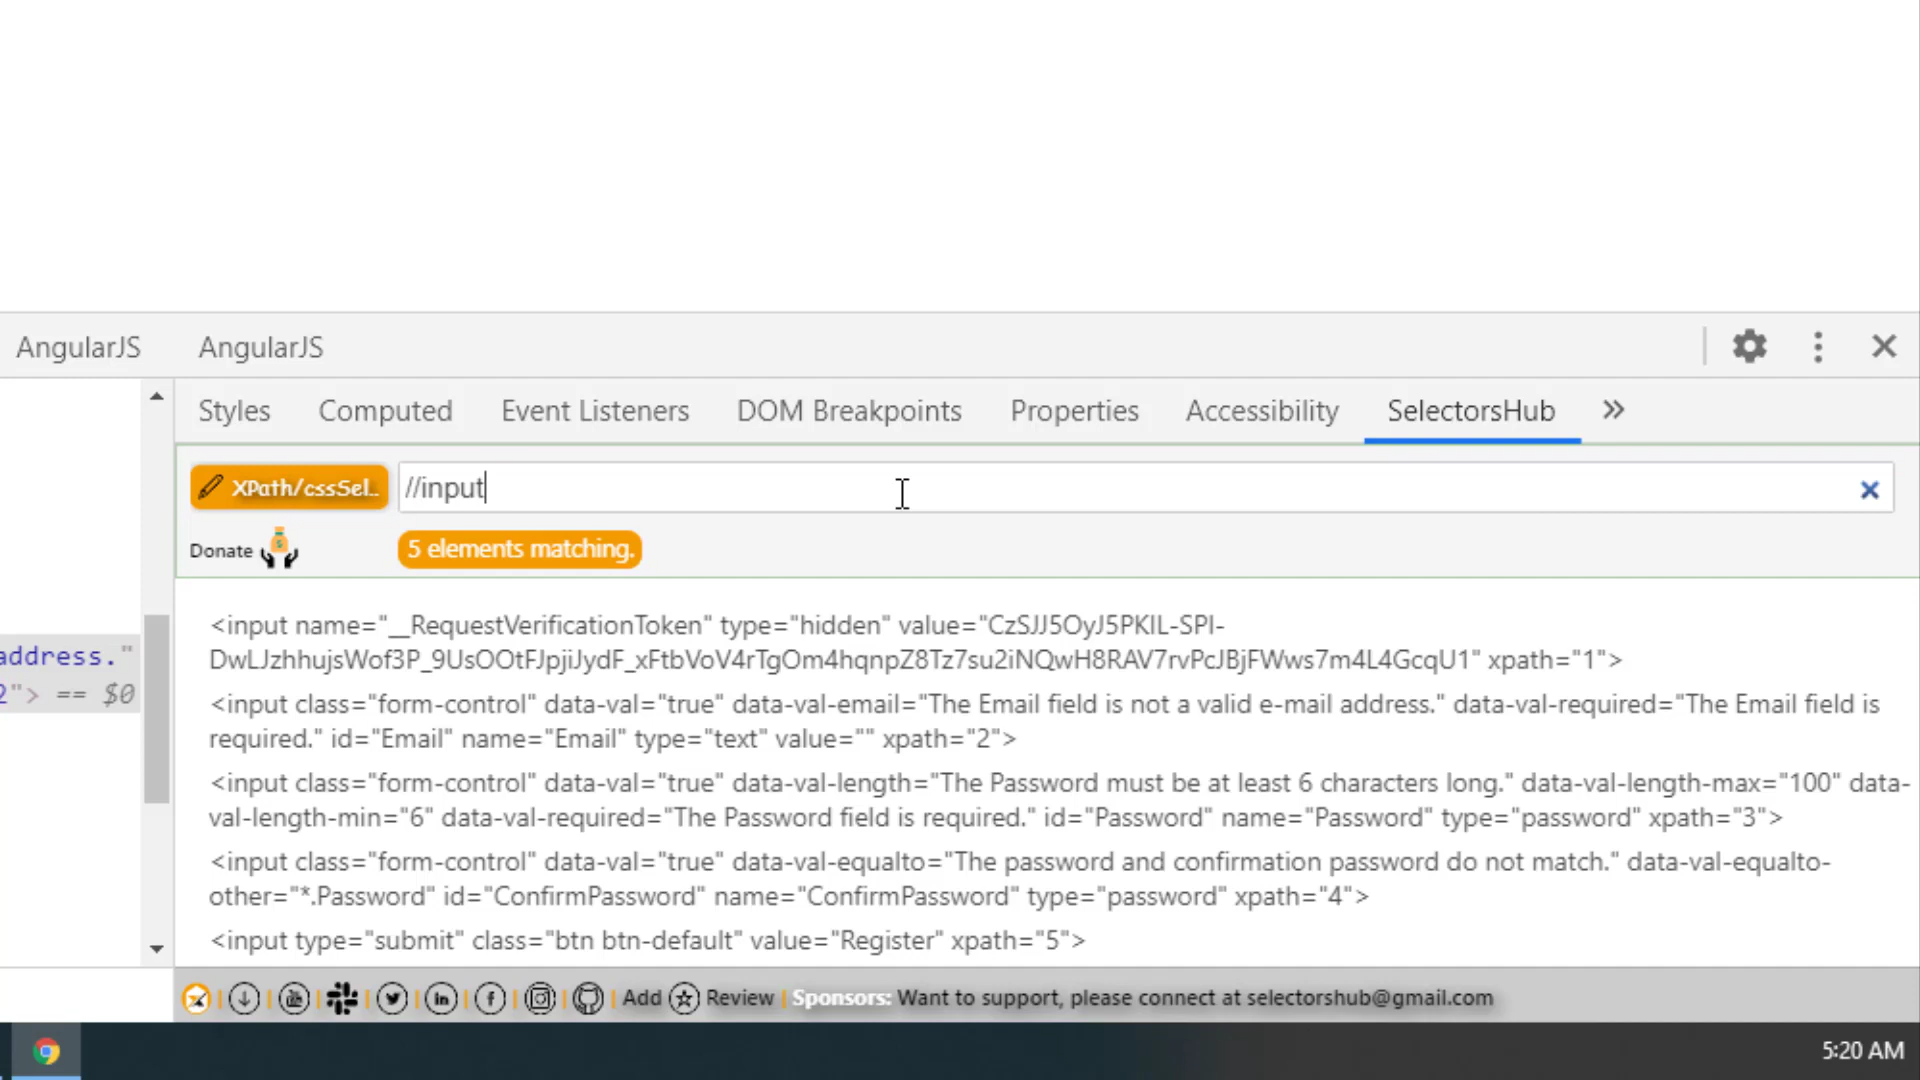 AngularJS AngularJS
Styles Computed Event Listeners DOM Breakpoints Properties Accessibility SelectorsHub »
XPath/cssSel.. //input ×
Donate 5 elements matching.
<input name="__RequestVerificationToken" type="hidden" value="CzSJJ5OyJ5PKIL-SPI-
DwLJzhhujsWof3P_9UsOOtFJpjiJydF_xFtbVoV4rTgOm4hqnpZ8Tz7su2iNQwH8RAV7rvPcJBjFWws7m4L4GcqU1" xpath="1">
address."
2"> == $0
<input class="form-control" data-val="true" data-val-email="The Email field is not a valid e-mail address." data-val-required="The Email field is
required." id="Email" name="Email" type="text" value="" xpath="2">
<input class="form-control" data-val="true" data-val-length="The Password must be at least 6 characters long." data-val-length-max="100" data-
val-length-min="6" data-val-required="The Password field is required." id="Password" name="Password" type="password" xpath="3">
<input class="form-control" data-val="true" data-val-equalto="The password and confirmation password do not match." data-val-equalto-
other="*.Password" id="ConfirmPassword" name="ConfirmPassword" type="password" xpath="4">
<input type="submit" class="btn btn-default" value="Register" xpath="5">
Add Review | Sponsors: Want to support, please connect at selectorshub@gmail.com
5:20 AM